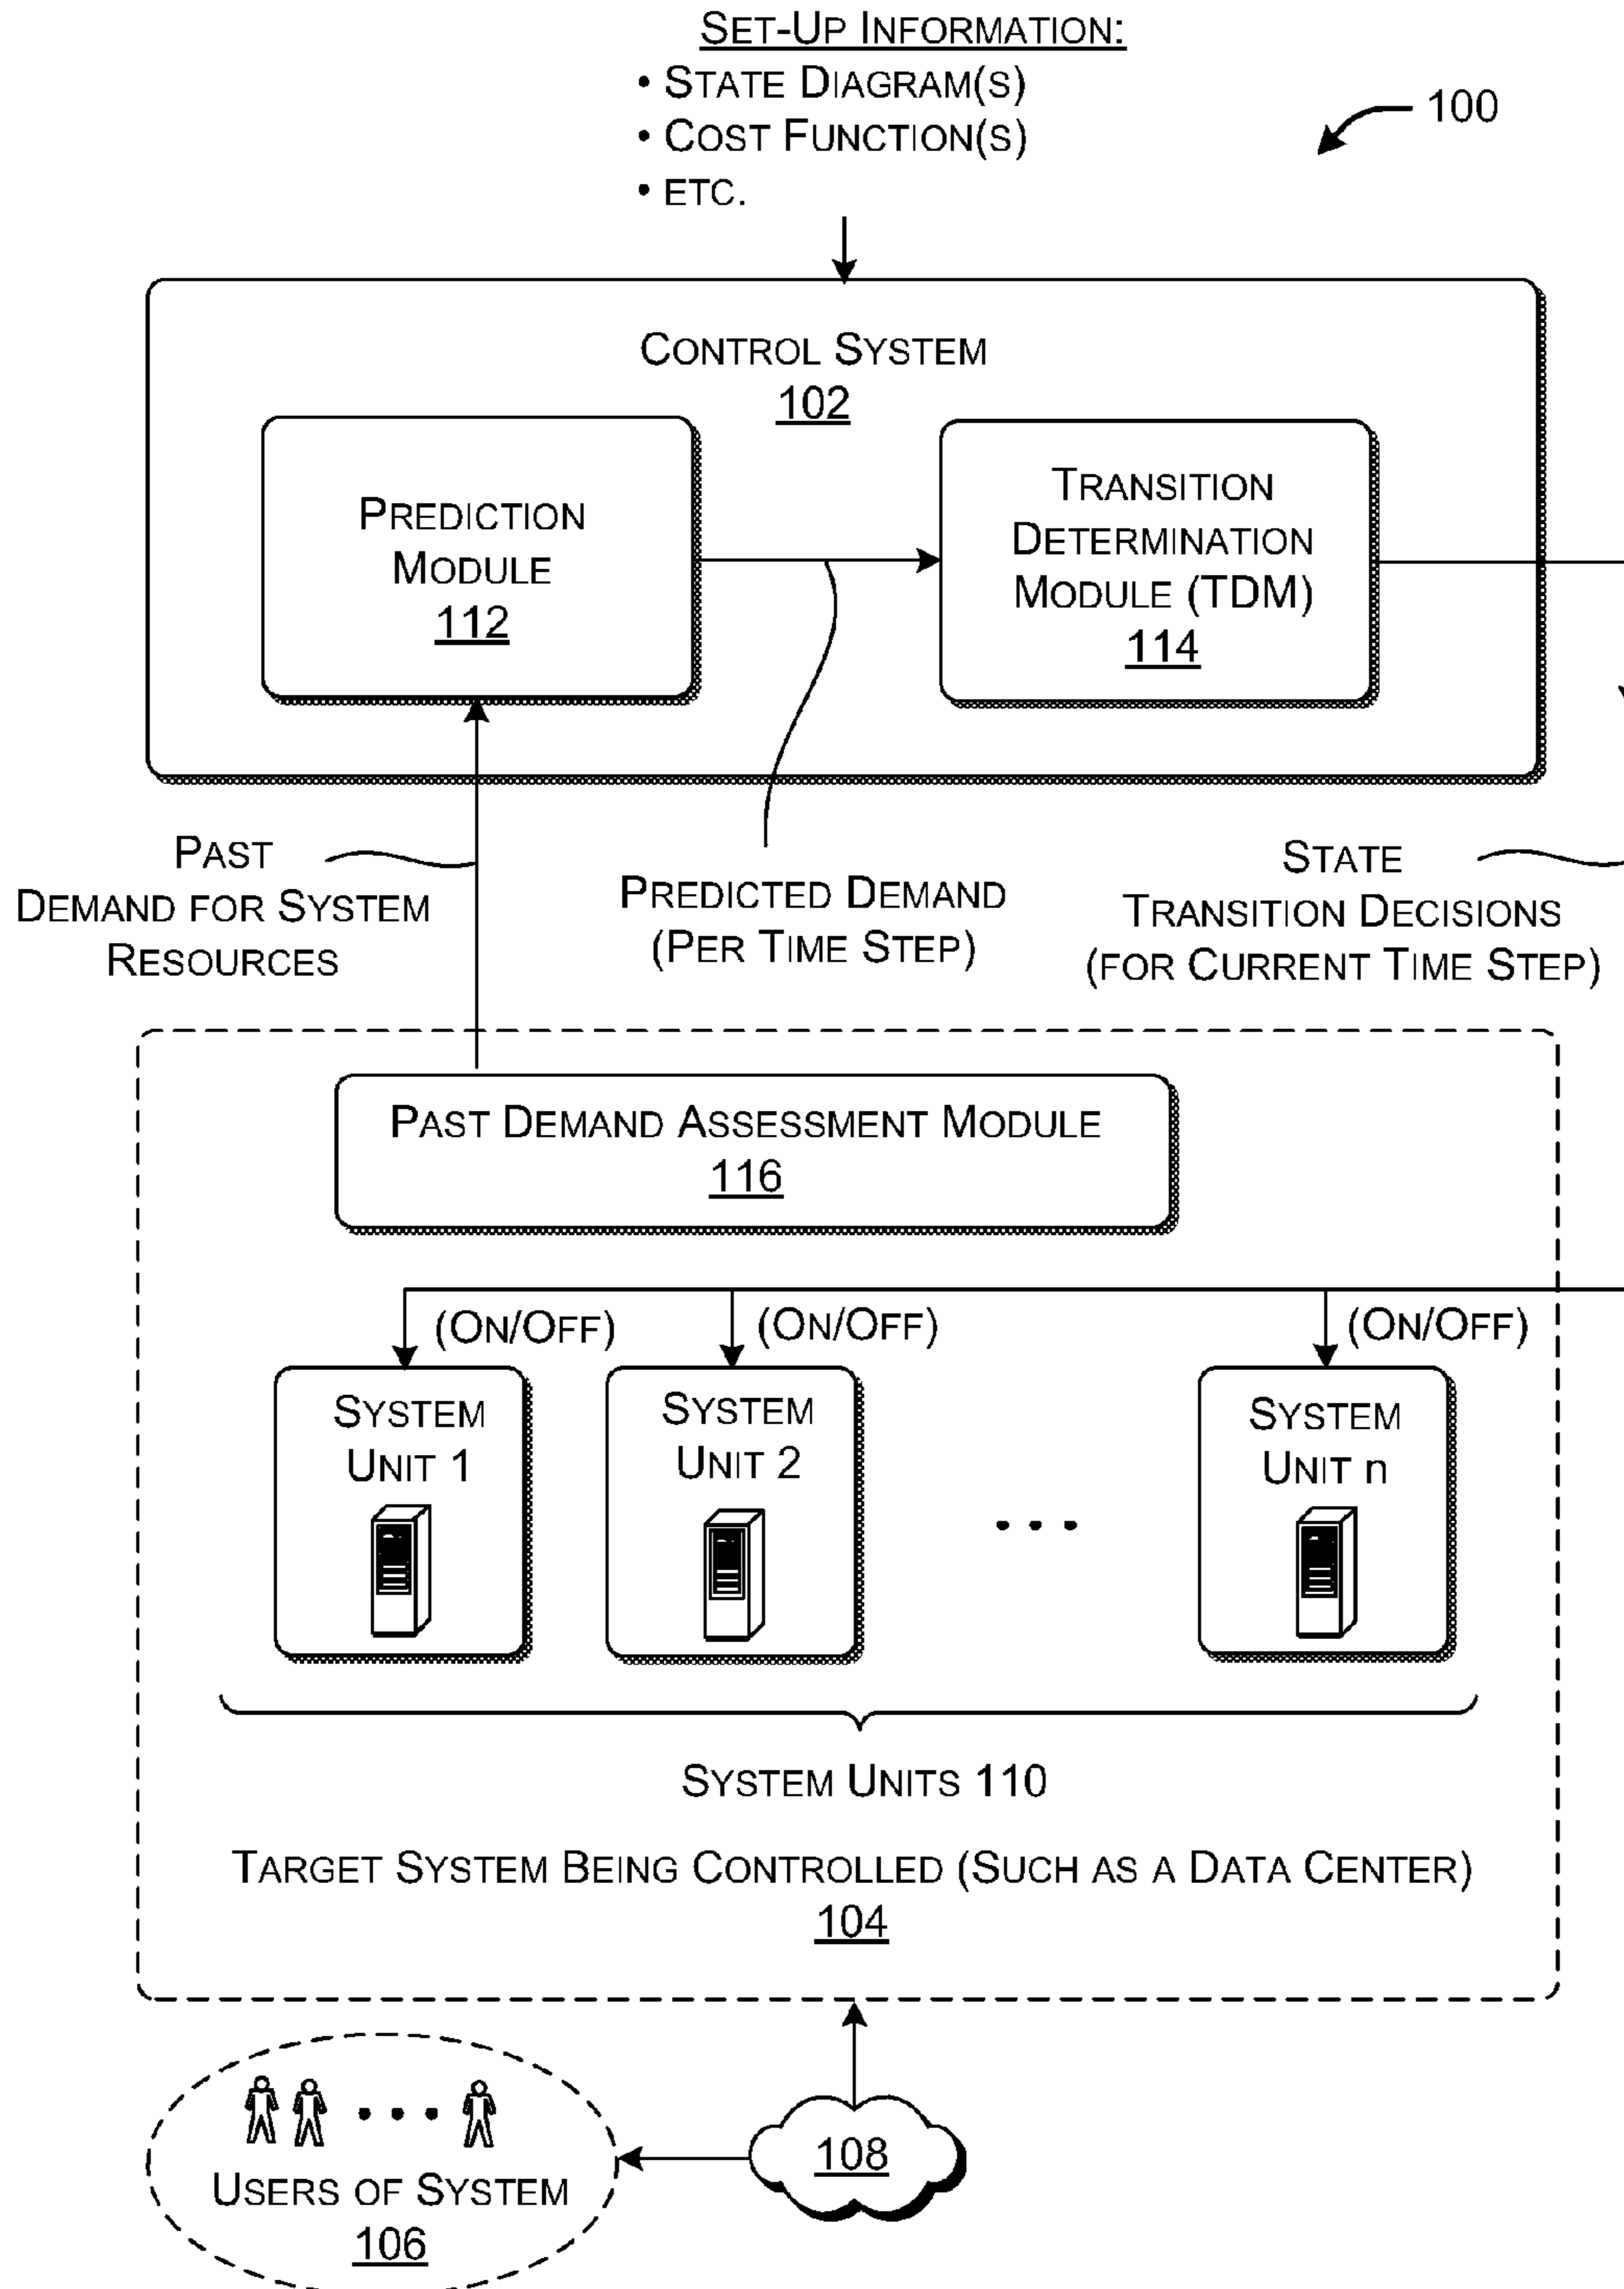 SET-UP INFORMATION:
• STATE DIAGRAM(S)
• COST FUNCTION(S)
• ETC.
100
CONTROL SYSTEM
102
PREDICTION
MODULE
112
TRANSITION
DETERMINATION
MODULE (TDM)
114
PAST
DEMAND FOR SYSTEM
RESOURCES
PREDICTED DEMAND
(PER TIME STEP)
STATE
TRANSITION DECISIONS
(FOR CURRENT TIME STEP)
PAST DEMAND ASSESSMENT MODULE
116
(ON/OFF)
(ON/OFF)
(ON/OFF)
SYSTEM
UNIT 1
SYSTEM
UNIT 2
SYSTEM
UNIT n
SYSTEM UNITS 110
TARGET SYSTEM BEING CONTROLLED (SUCH AS A DATA CENTER)
104
108
USERS OF SYSTEM
106